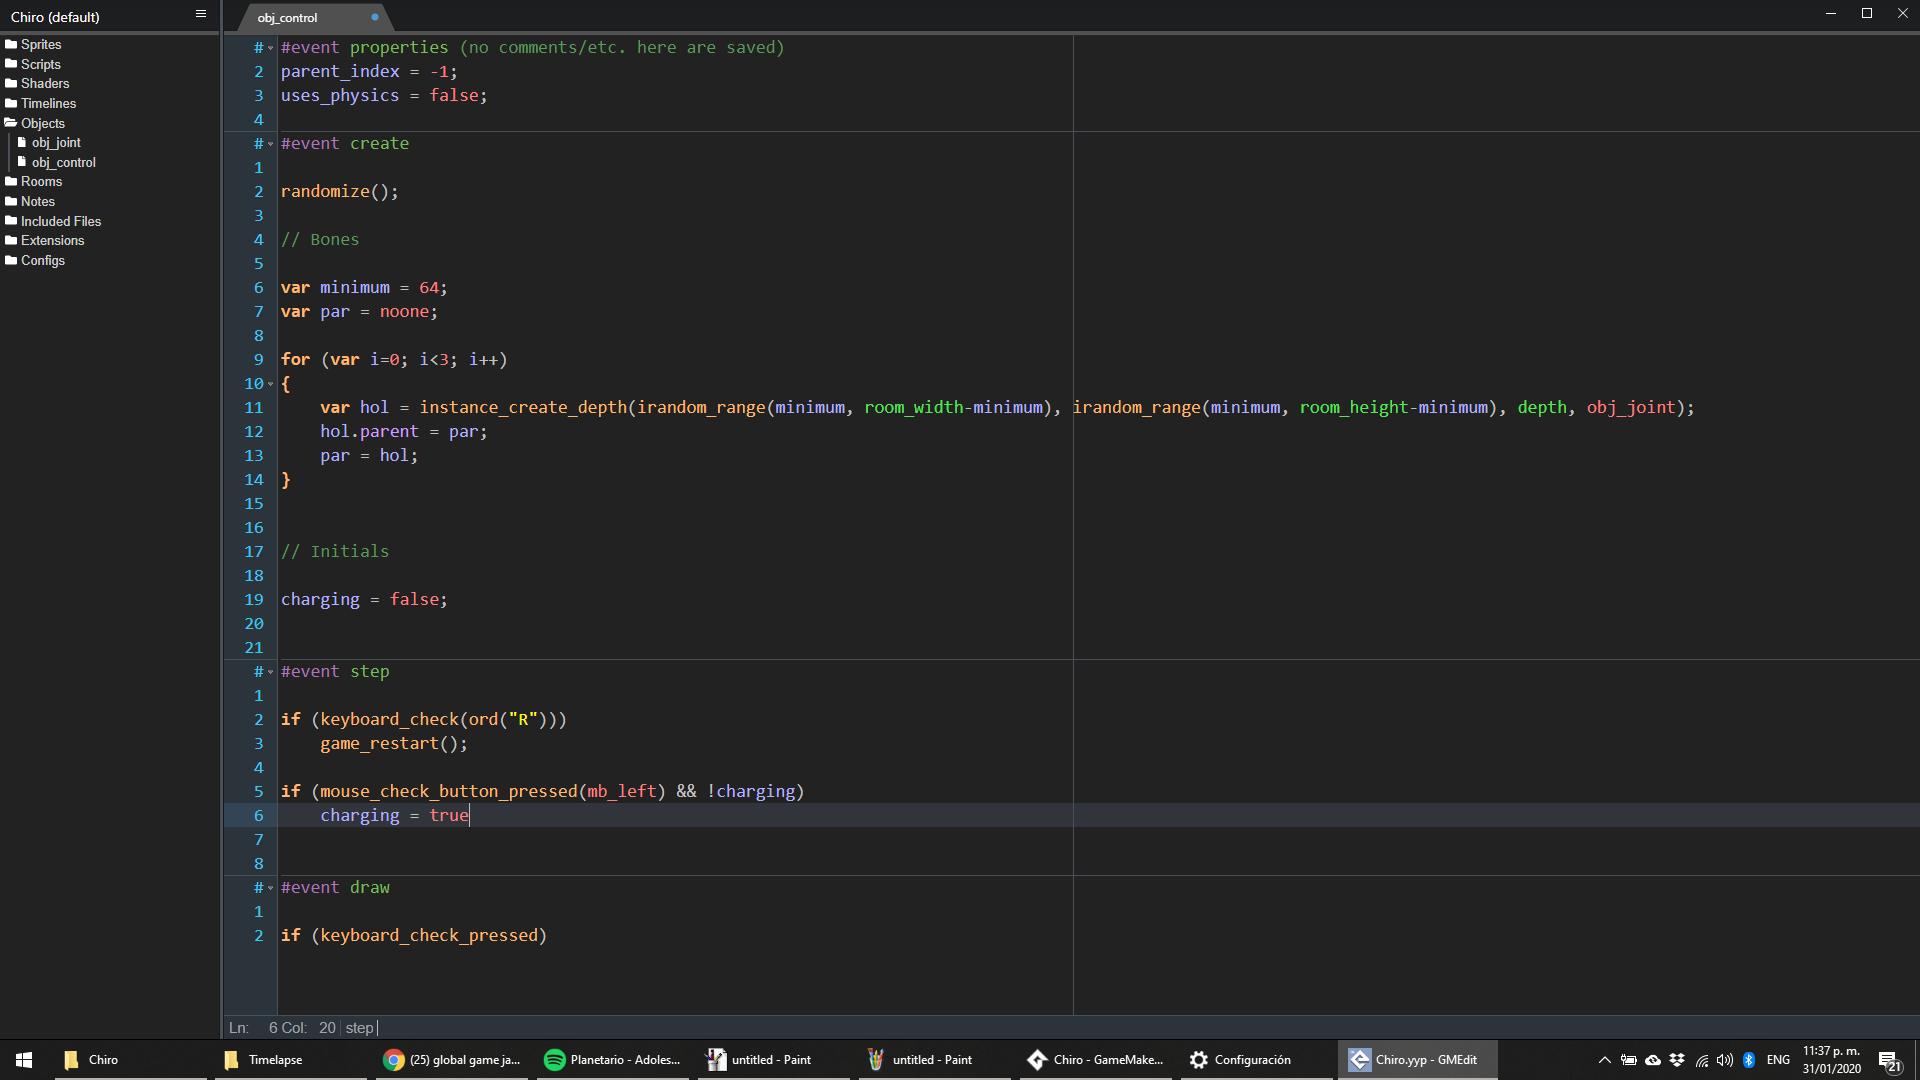 Chiro (default)
obj_control
Sprites
Scripts
Shaders
Timelines
Objects
obj_joint
obj_control
Rooms
Notes
Included Files
Extensions
Configs
# #event properties (no comments/etc. here are saved)
2 parent_index = -1;
3 uses_physics = false;
4
# #event create
1
2 randomize();
3
4 // Bones
5
6 var minimum = 64;
7 var par = noone;
8
9 for (var i=0; i<3; i++)
10 {
11 var hol = instance_create_depth(irandom_range(minimum, room_width-minimum), irandom_range(minimum, room_height-minimum), depth, obj_joint);
12 hol.parent = par;
13 par = hol;
14 }
15
16
17 // Initials
18
19 charging = false;
20
21
# #event step
1
2 if (keyboard_check(ord("R")))
3 game_restart();
4
5 if (mouse_check_button_pressed(mb_left) && !charging)
6 charging = true
7
8
# #event draw
1
2 if (keyboard_check_pressed)
Ln: 6 Col: 20 step
Chiro
Timelapse
(25) global game ja...
Planetario - Adoles...
untitled - Paint
untitled - Paint
Chiro - GameMake...
Configuración
Chiro.yyp - GMEdit
ENG
11:37 p. m.
31/01/2020
21